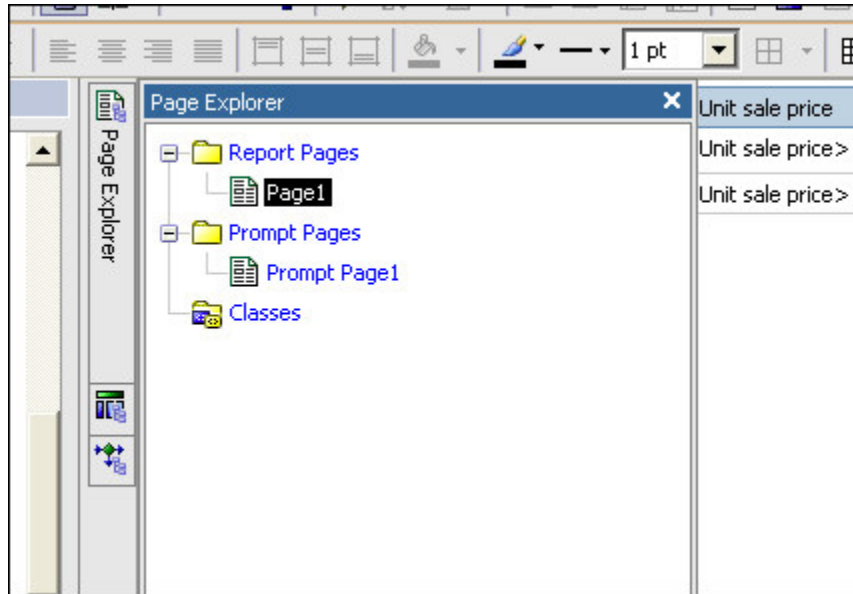 1 pt
Page Explorer
Page Explorer
Report Pages
Page1
Prompt Pages
Prompt Page1
Classes
Unit sale price
Unit sale price>
Unit sale price>